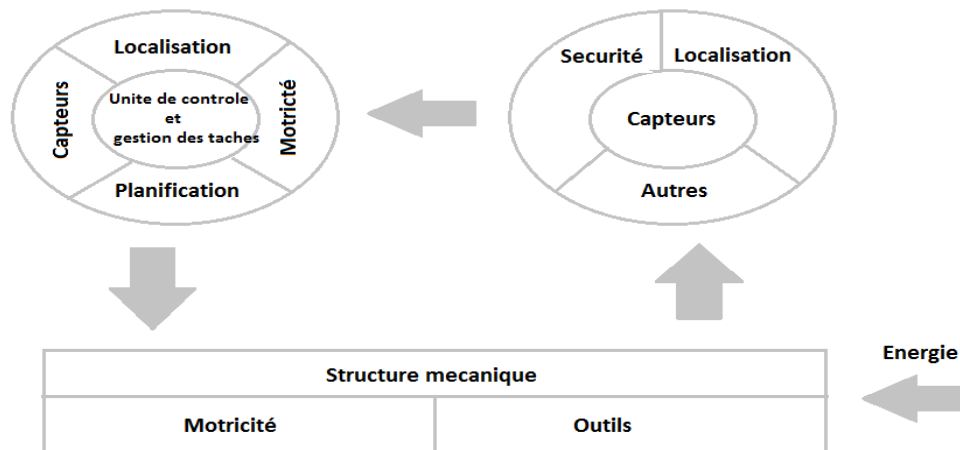 Localisation
Capteurs
Unite de controle
et
gestion des taches
Motricté
Planification
Securité
Localisation
Capteurs
Autres
Energie
Structure mecanique
Motricité
Outils